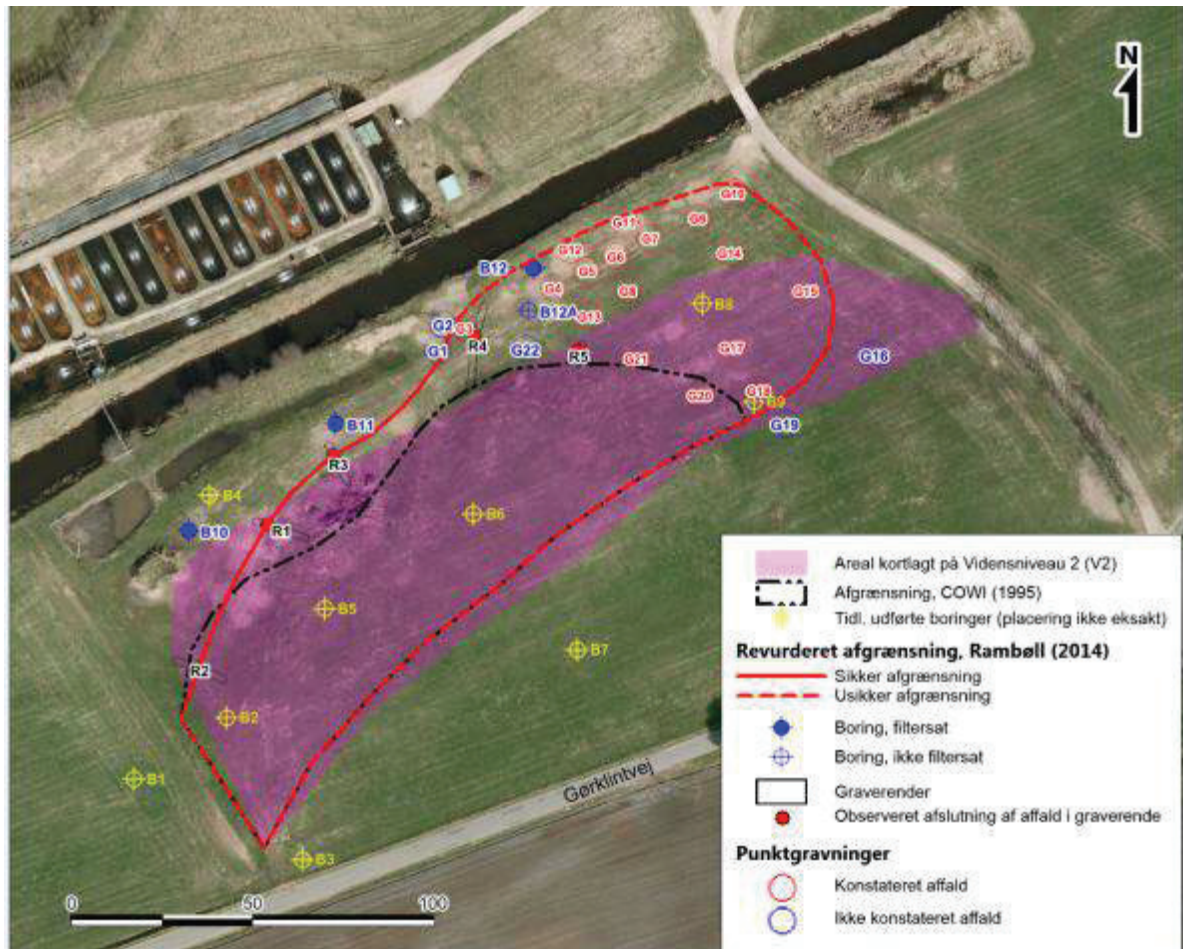 N
G10
G11
G9
G7
G12
G6
G14
B12
G5
G4
G8
G15
B8
B12A
G2
G3
G13
R4
G1
G22
R5
G17
G16
G21
G18
G20
B9
G19
B11
R3
B4
B6
B10
R1
B5
B7
R2
B2
B1
B3
Gørklintvej
0
50
100
Areal kortlagt på Vidensniveau 2 (V2)
Afgrænsning, COWI (1995)
Tidl. udførte boringer (placering ikke eksakt)
Revurderet afgrænsning, Rambøll (2014)
Sikker afgrænsning
Usikker afgrænsning
Boring, filtersat
Boring, ikke filtersat
Graverender
Observeret afslutning af affald i graverende
Punktgravninger
Konstateret affald
Ikke konstateret affald